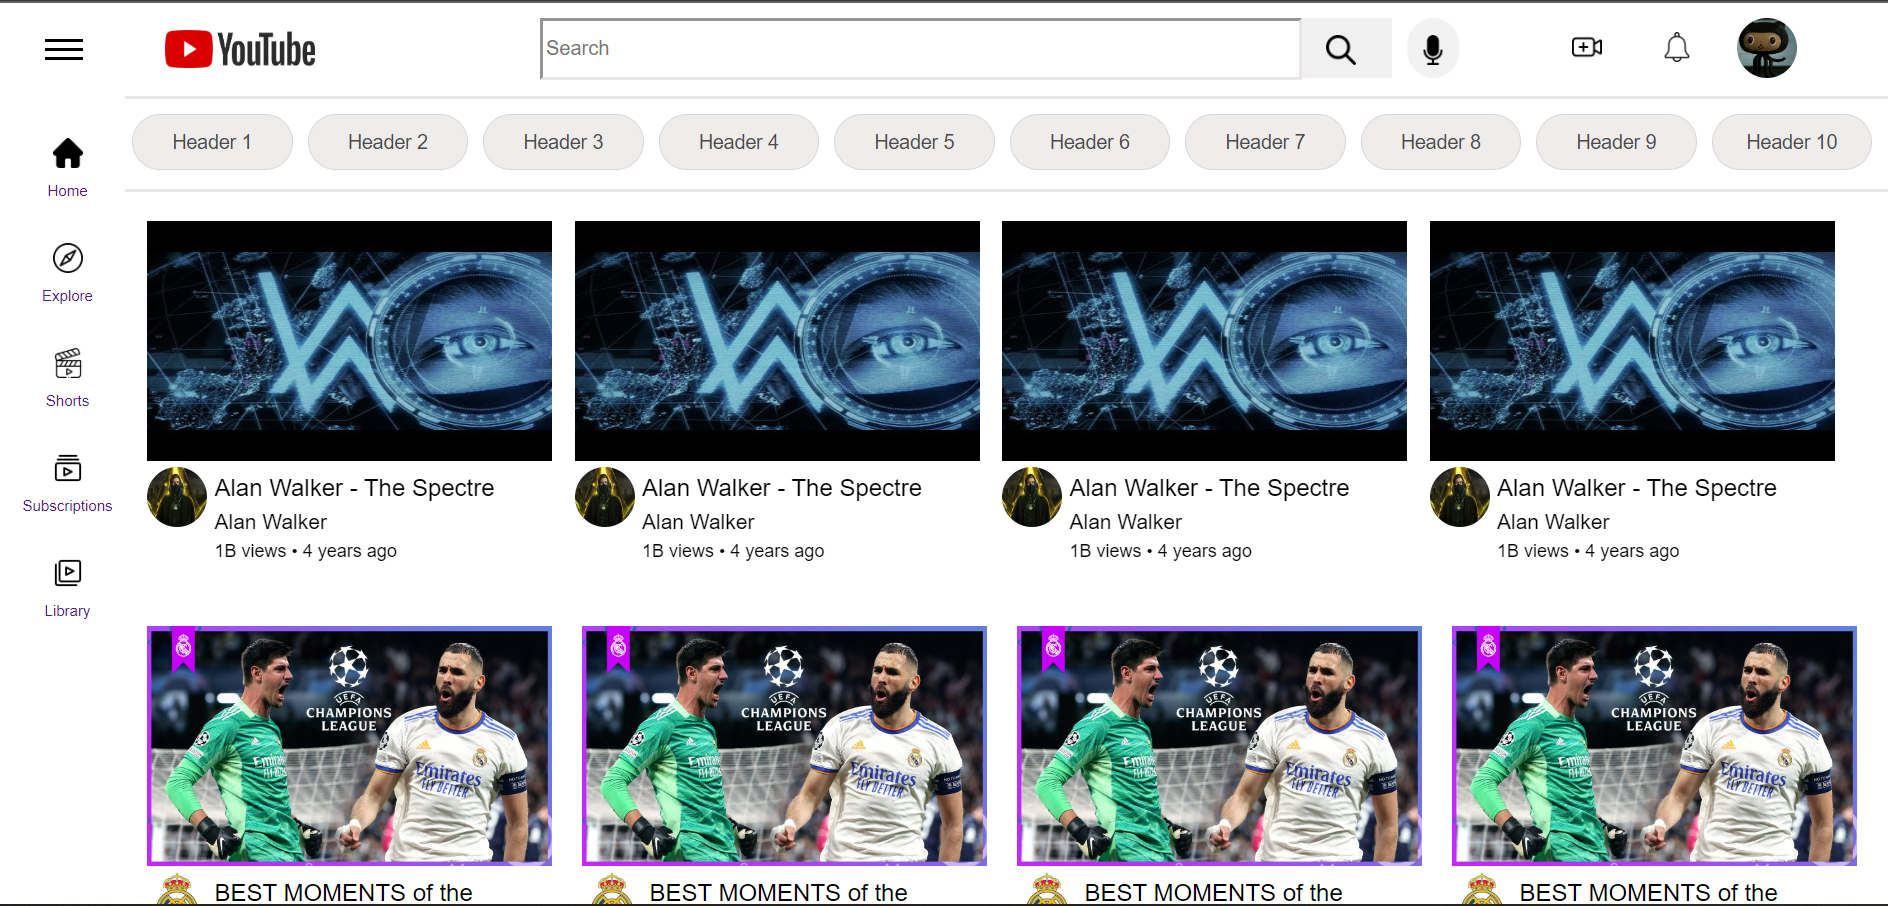 YouTube
Search
Header 1 Header 2 Header 3 Header 4 Header 5 Header 6 Header 7 Header 8 Header 9 Header 10
Home
Explore
Shorts
Subscriptions
Library
Alan Walker - The Spectre
Alan Walker
1B views • 4 years ago
Alan Walker - The Spectre
Alan Walker
1B views • 4 years ago
Alan Walker - The Spectre
Alan Walker
1B views • 4 years ago
Alan Walker - The Spectre
Alan Walker
1B views • 4 years ago
UEFA
CHAMPIONS
LEAGUE
Emirates
FLY BETTER
Emirates
BEST MOMENTS of the
UEFA
CHAMPIONS
LEAGUE
Emirates
FLY BETTER
Emirates
BEST MOMENTS of the
UEFA
CHAMPIONS
LEAGUE
Emirates
FLY BETTER
Emirates
BEST MOMENTS of the
UEFA
CHAMPIONS
LEAGUE
Emirates
FLY BETTER
Emirates
BEST MOMENTS of the